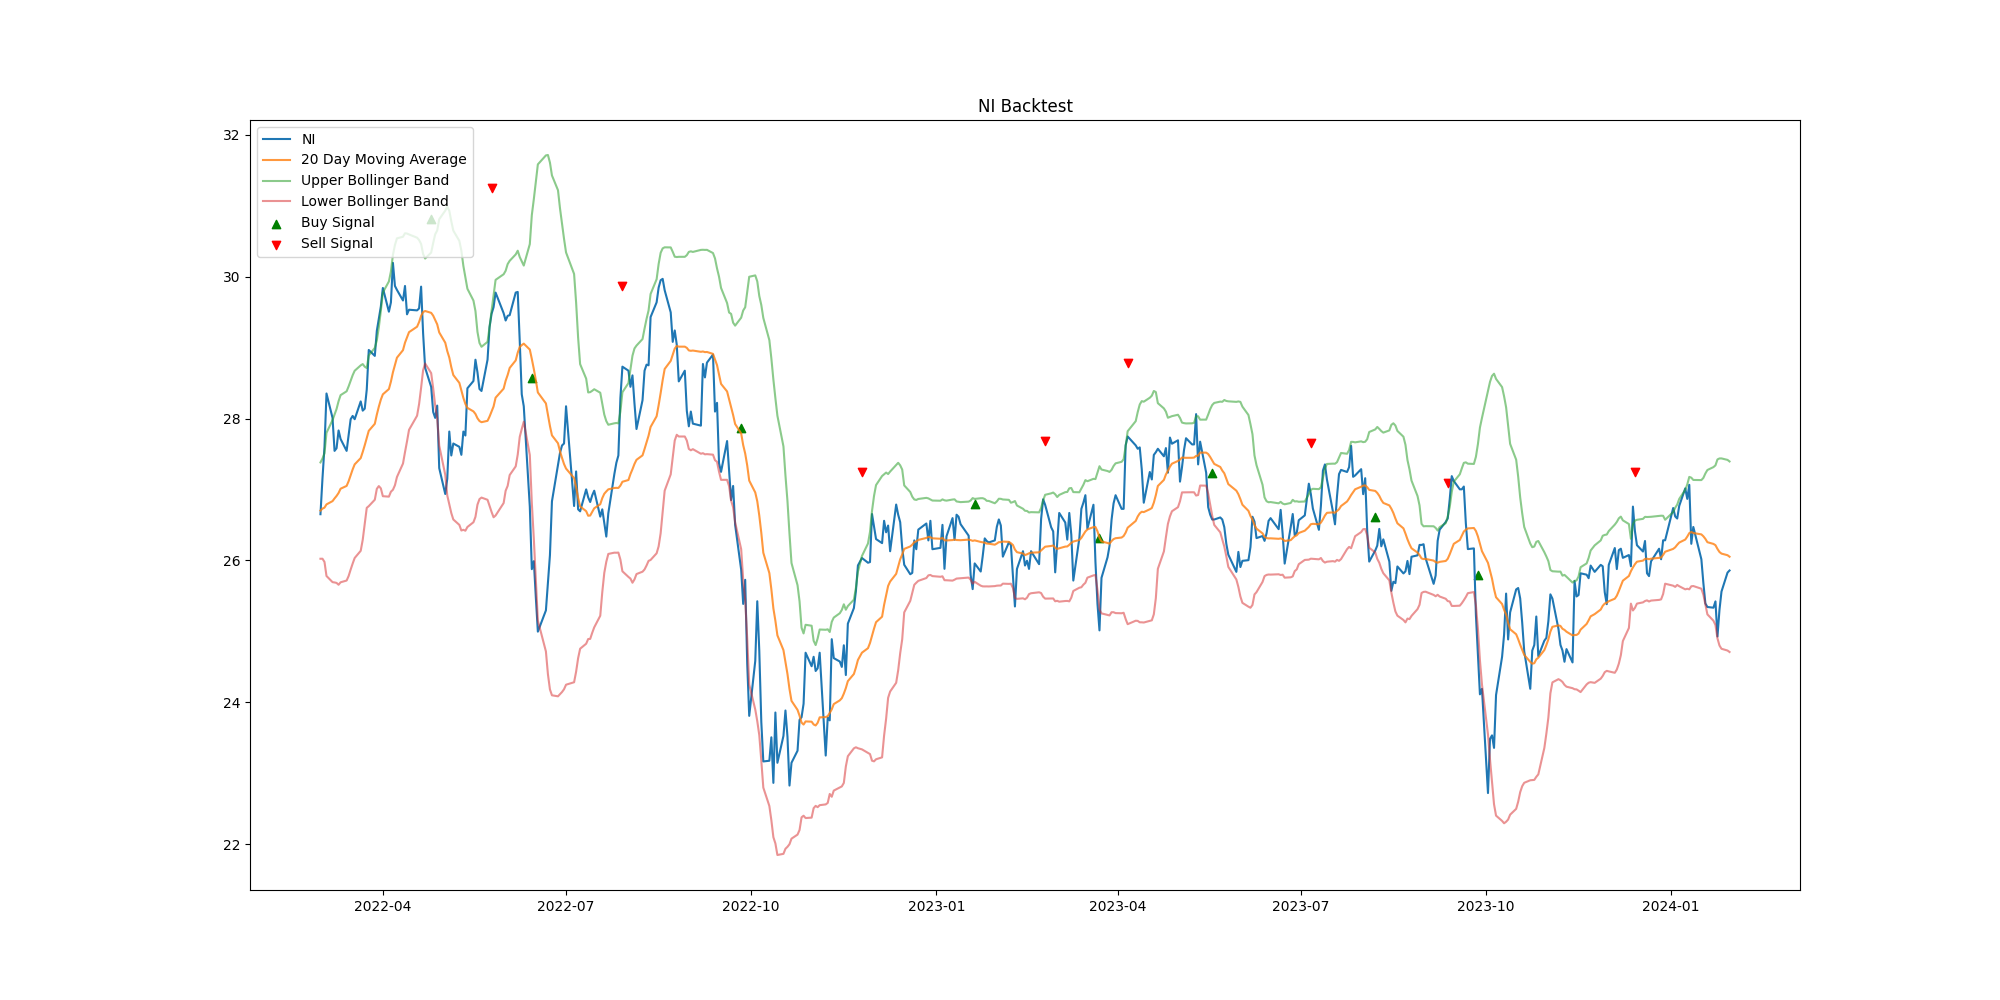 NI Backtest
32
30
28
26
24
22
NI
20 Day Moving Average
Upper Bollinger Band
Lower Bollinger Band
Buy Signal
Sell Signal
2022-04 2022-07 2022-10 2023-01 2023-04 2023-07 2023-10 2024-01